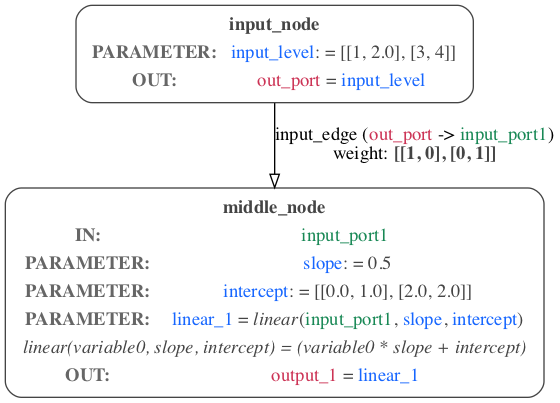 input_node
PARAMETER: input_level: = [[1, 2.0], [3, 4]]
OUT: out_port = input_level
input_edge (out_port -> input_port1)
weight: [[1, 0], [0, 1]]
middle_node
IN: input_port1
PARAMETER: slope: = 0.5
PARAMETER: intercept: = [[0.0, 1.0], [2.0, 2.0]]
PARAMETER: linear_1 = linear(input_port1, slope, intercept)
linear(variable0, slope, intercept) = (variable0 * slope + intercept)
OUT: output_1 = linear_1